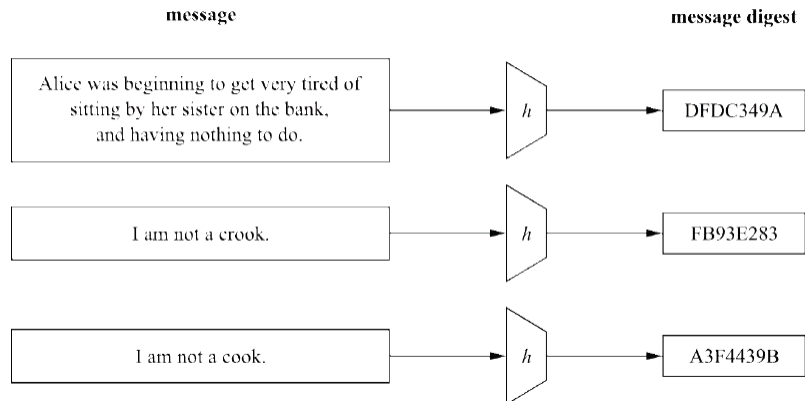 message
message digest
Alice was beginning to get very tired of
sitting by her sister on the bank,
and having nothing to do.
h
DFDC349A
I am not a crook.
h
FB93E283
I am not a cook.
h
A3F4439B